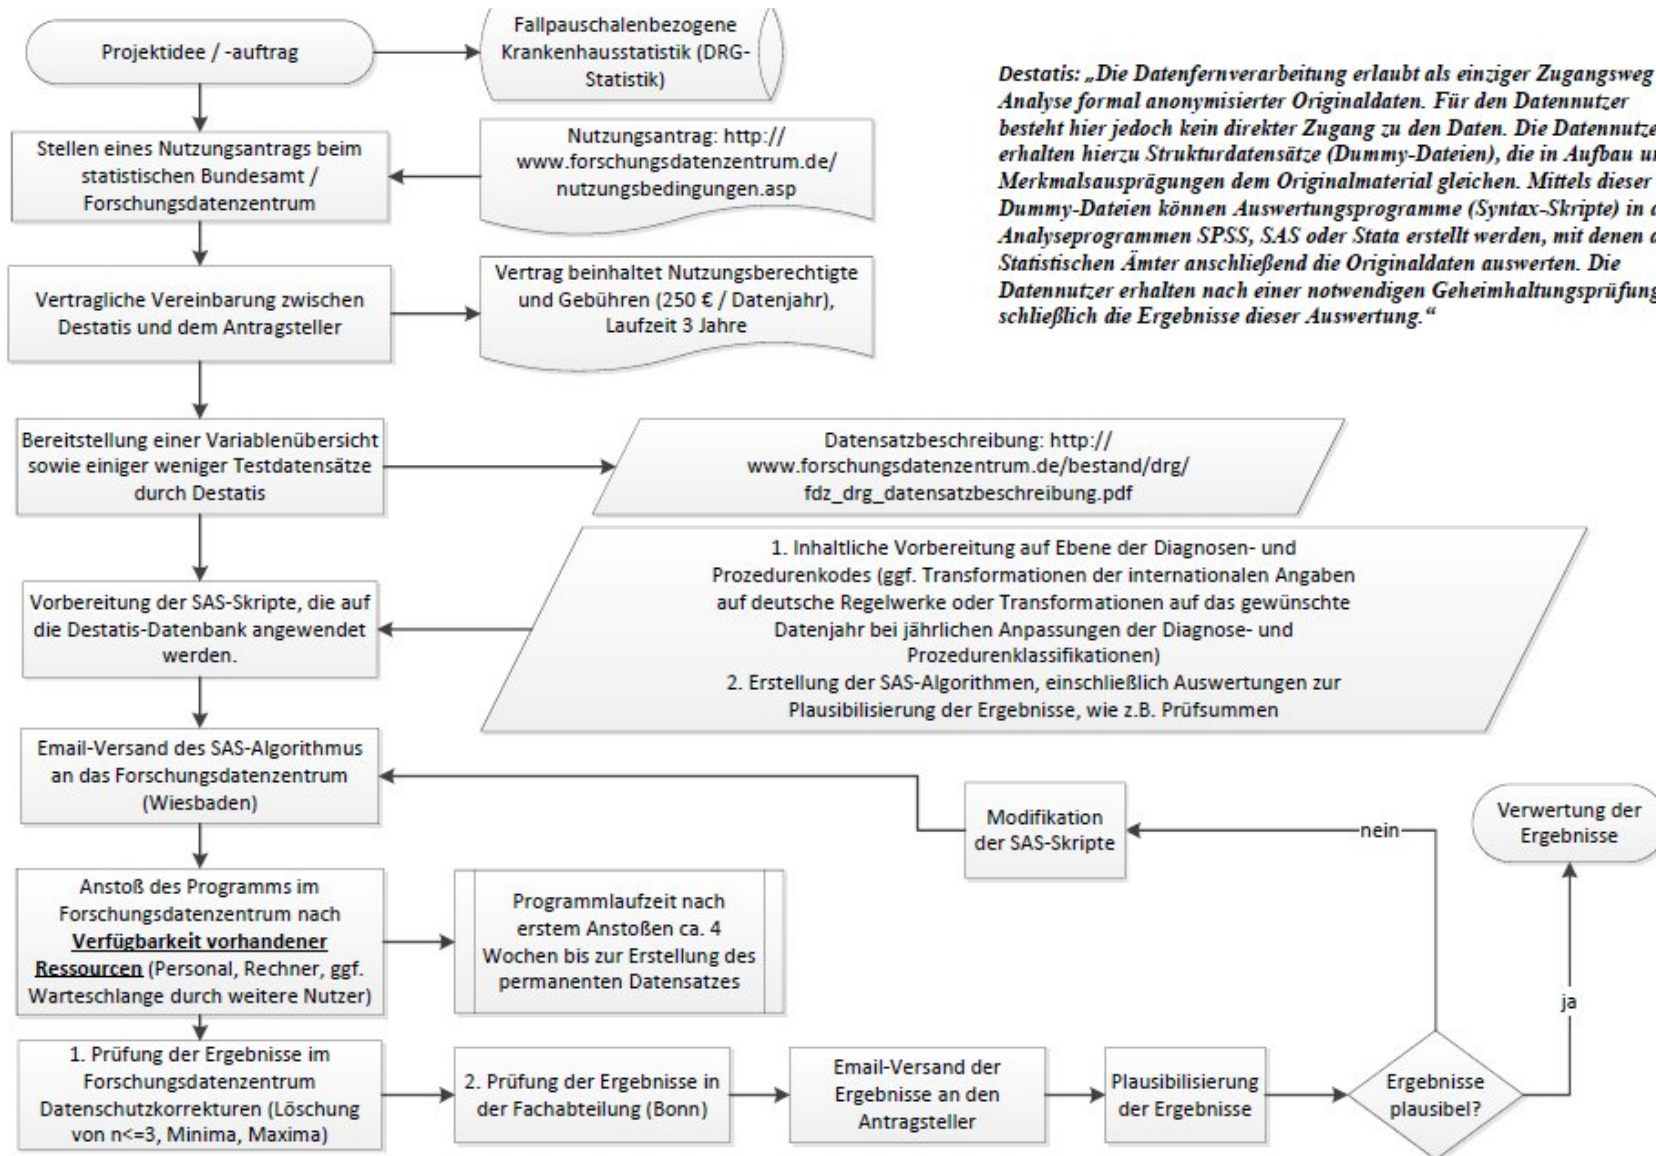 Projektidee / -auftrag
Fallpauschalenbezogene
Krankenhausstatistik (DRG-
Statistik)
Destatis: „Die Datenfernverarbeitung erlaubt als einziger Zugangsweg
Analyse formal anonymisierter Originaldaten. Für den Datennutzer
besteht hier jedoch kein direkter Zugang zu den Daten. Die Datennutze
erhalten hierzu Strukturdatensätze (Dummy-Dateien), die in Aufbau u
Merkmalsausprägungen dem Originalmaterial gleichen. Mittels dieser
Dummy-Dateien können Auswertungsprogramme (Syntax-Skripte) in d
Analyseprogrammen SPSS, SAS oder Stata erstellt werden, mit denen d
Statistischen Ämter anschließend die Originaldaten auswerten. Die
Datennutzer erhalten nach einer notwendigen Geheimhaltungsprüfung
schließlich die Ergebnisse dieser Auswertung.“
Stellen eines Nutzungsantrags beim
statistischen Bundesamt /
Forschungsdatenzentrum
Nutzungsantrag: http://
www.forschungsdatenzentrum.de/
nutzungsbedingungen.asp
Vertragliche Vereinbarung zwischen
Destatis und dem Antragsteller
Vertrag beinhaltet Nutzungsberechtigte
und Gebühren (250 € / Datenjahr),
Laufzeit 3 Jahre
Bereitstellung einer Variablenübersicht
sowie einiger weniger Testdatensätze
durch Destatis
Datensatzbeschreibung: http://
www.forschungsdatenzentrum.de/bestand/drg/
fdz_drg_datensatzbeschreibung.pdf
Vorbereitung der SAS-Skripte, die auf
die Destatis-Datenbank angewendet
werden.
1. Inhaltliche Vorbereitung auf Ebene der Diagnosen- und
Prozedurenkodes (ggf. Transformationen der internationalen Angaben
auf deutsche Regelwerke oder Transformationen auf das gewünschte
Datenjahr bei jährlichen Anpassungen der Diagnose- und
Prozedurenklassifikationen)
2. Erstellung der SAS-Algorithmen, einschließlich Auswertungen zur
Plausibilisierung der Ergebnisse, wie z.B. Prüfsummen
Email-Versand des SAS-Algorithmus
an das Forschungsdatenzentrum
(Wiesbaden)
Modifikation
der SAS-Skripte
nein
Verwertung der
Ergebnisse
Anstoß des Programms im
Forschungsdatenzentrum nach
Verfügbarkeit vorhandener
Ressourcen (Personal, Rechner, ggf.
Warteschlange durch weitere Nutzer)
Programmlaufzeit nach
erstem Anstoßen ca. 4
Wochen bis zur Erstellung des
permanenten Datensatzes
ja
1. Prüfung der Ergebnisse im
Forschungsdatenzentrum
Datenschutzkorrekturen (Löschung
von n<=3, Minima, Maxima)
2. Prüfung der Ergebnisse in
der Fachabteilung (Bonn)
Email-Versand der
Ergebnisse an den
Antragsteller
Plausibilisierung
der Ergebnisse
Ergebnisse
plausibel?